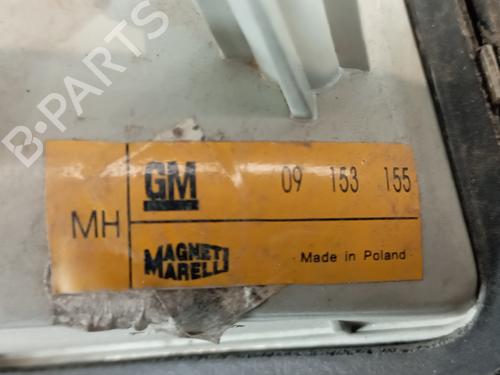 B-PARTS
MH
GM 09 153 155
MAGNETI
MARELLI
Made in Poland